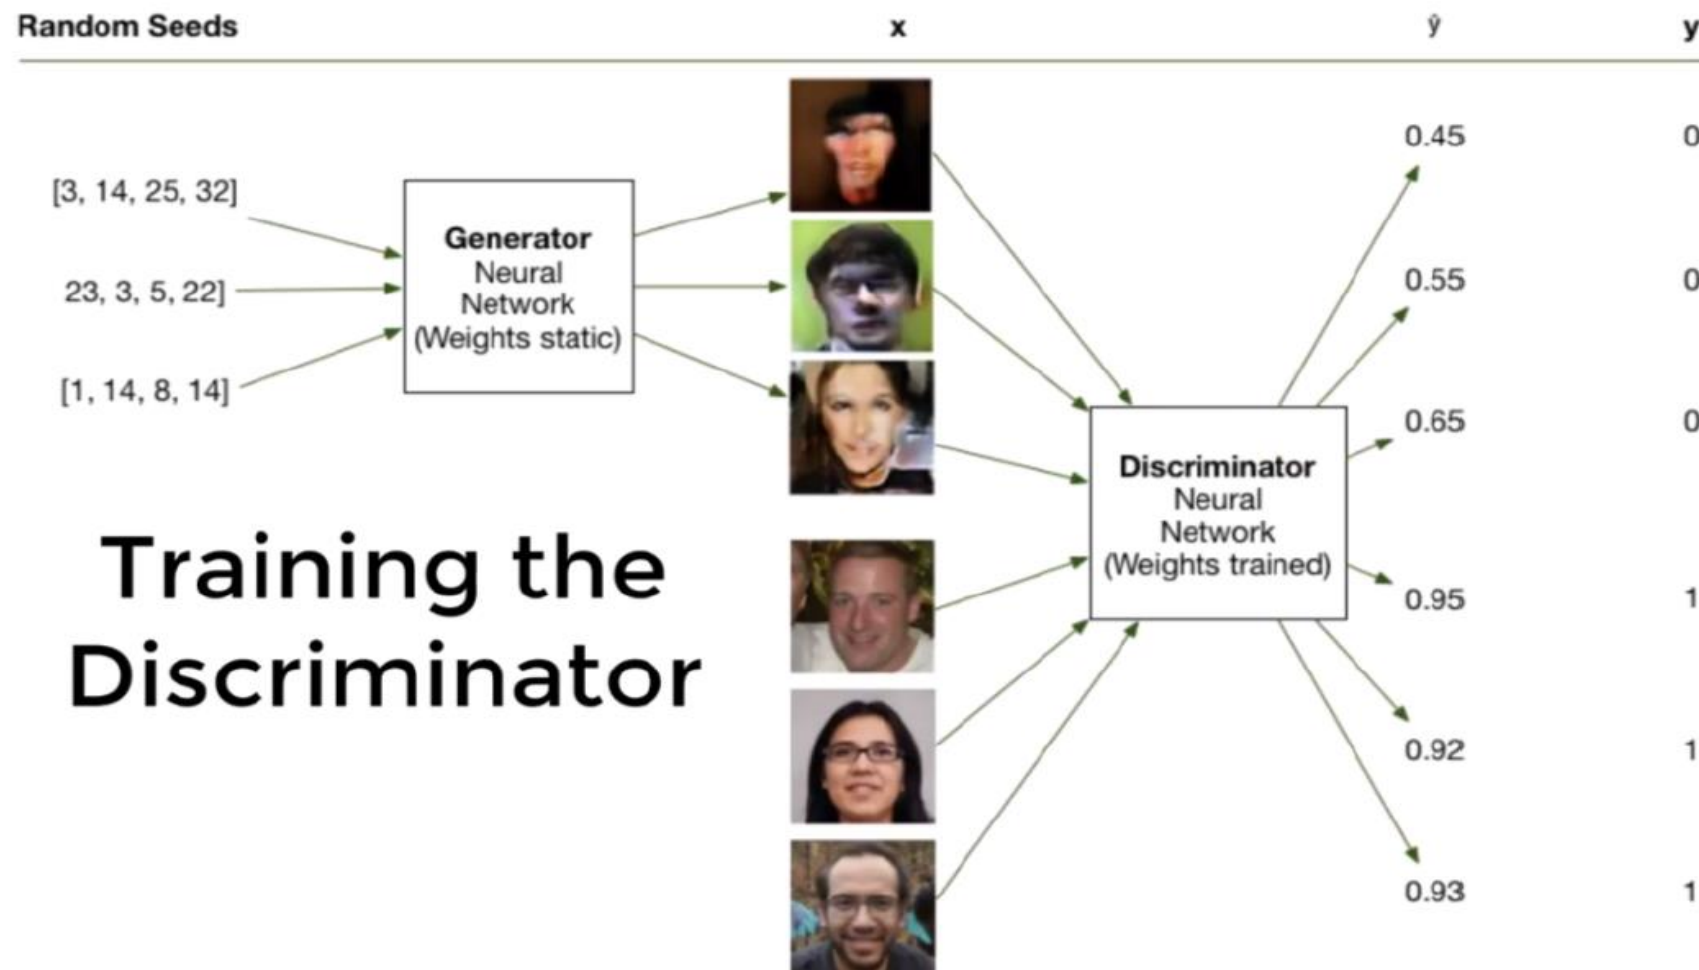 Random Seeds x ŷ y
0.45 0
[3, 14, 25, 32]
Generator
Neural
Network
(Weights static)
23, 3, 5, 22]
0.55 0
[1, 14, 8, 14]
0.65 0
Discriminator
Neural
Network
(Weights trained)
Training the
Discriminator
0.95 1
0.92 1
0.93 1